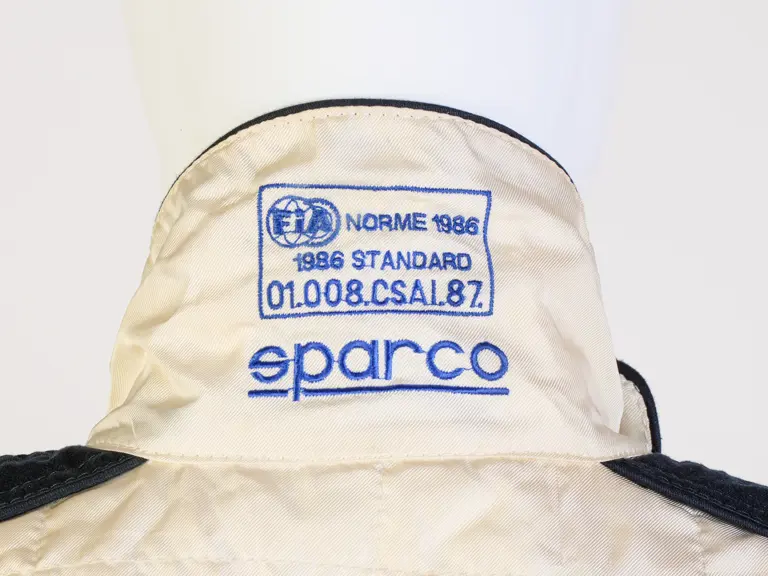 FIA NORME 1986
1986 STANDARD
01.008.CSAI.87.
sparco